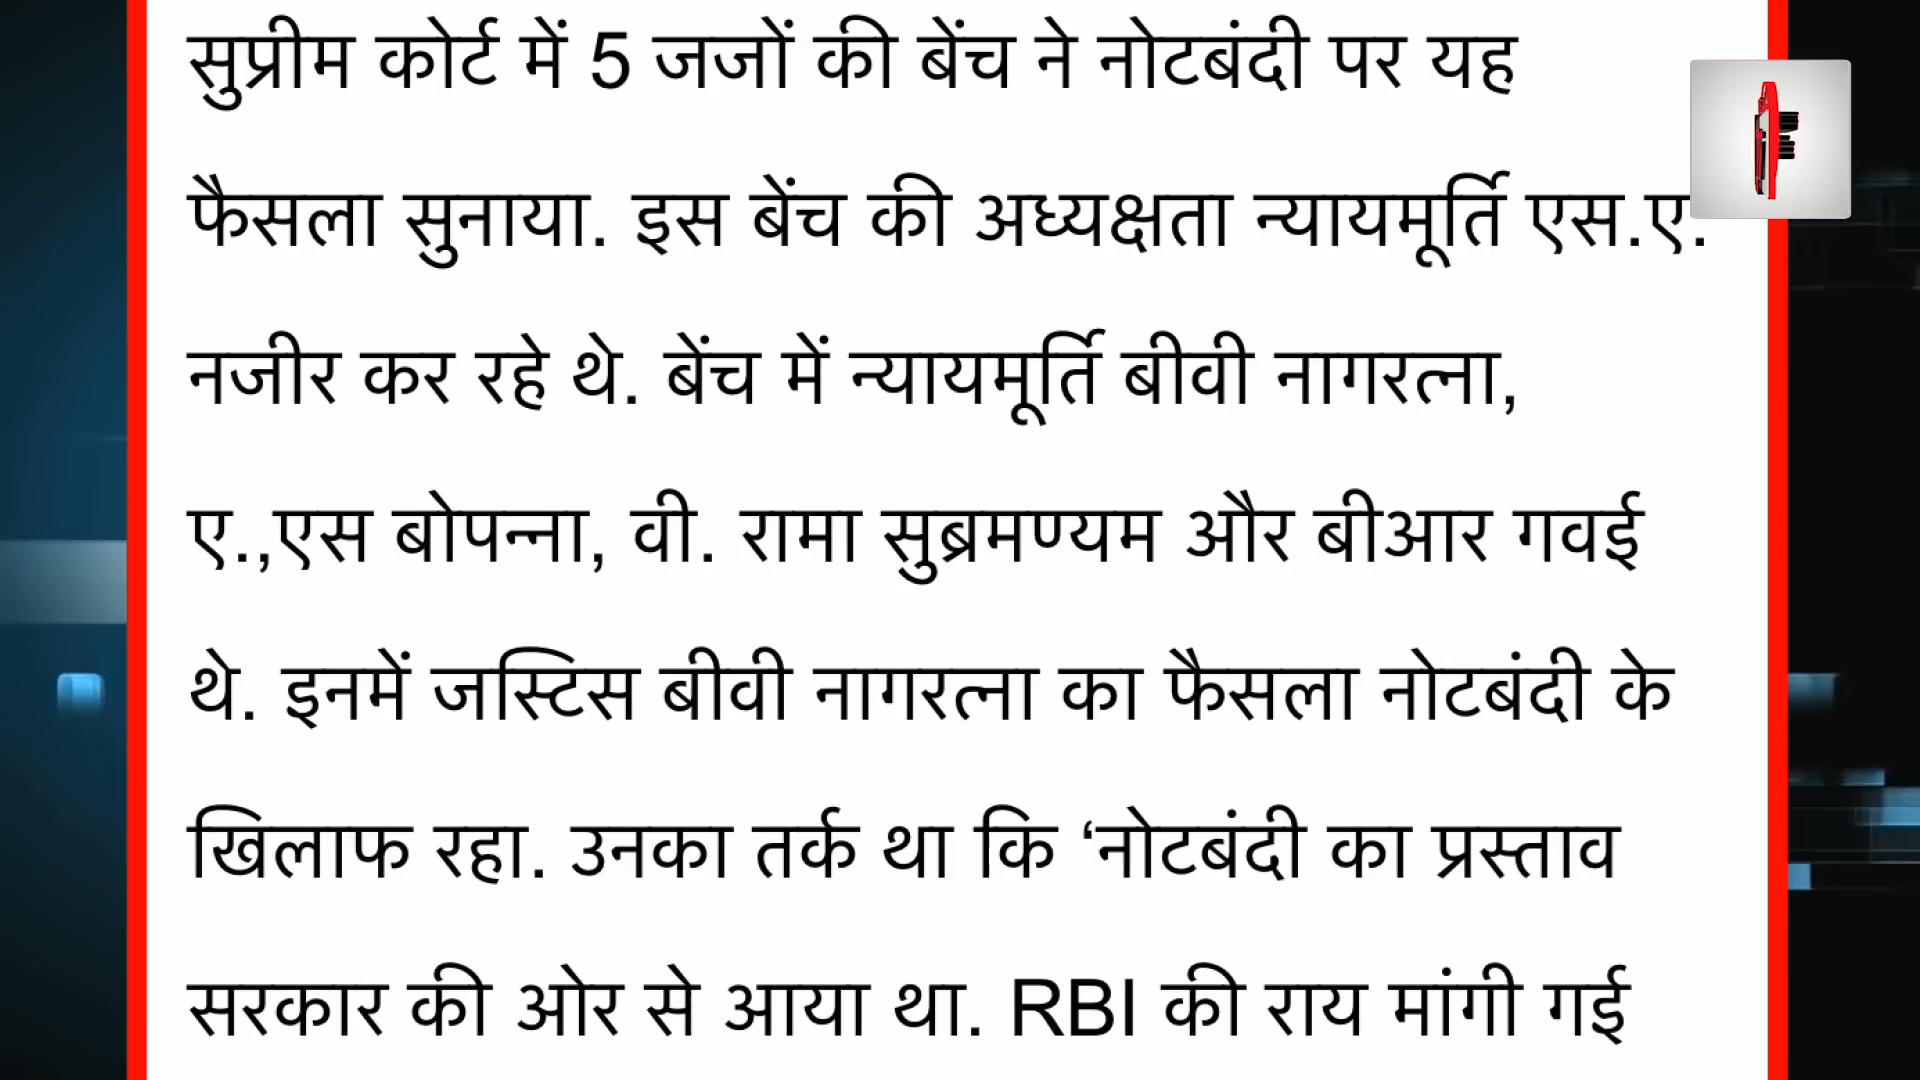 सुप्रीम कोर्ट में 5 जजों की बेंच ने नोटबंदी पर यह
फैसला सुनाया. इस बेंच की अध्यक्षता न्यायमूर्ति एस.ए.
नजीर कर रहे थे. बेंच में न्यायमूर्ति बीवी नागरत्ना,
ए.,एस बोपन्ना, वी. रामा सुब्रमण्यम और बीआर गवई
थे. इनमें जस्टिस बीवी नागरत्ना का फैसला नोटबंदी के
खिलाफ रहा. उनका तर्क था कि ‘नोटबंदी का प्रस्ताव
सरकार की ओर से आया था. RBI की राय मांगी गई